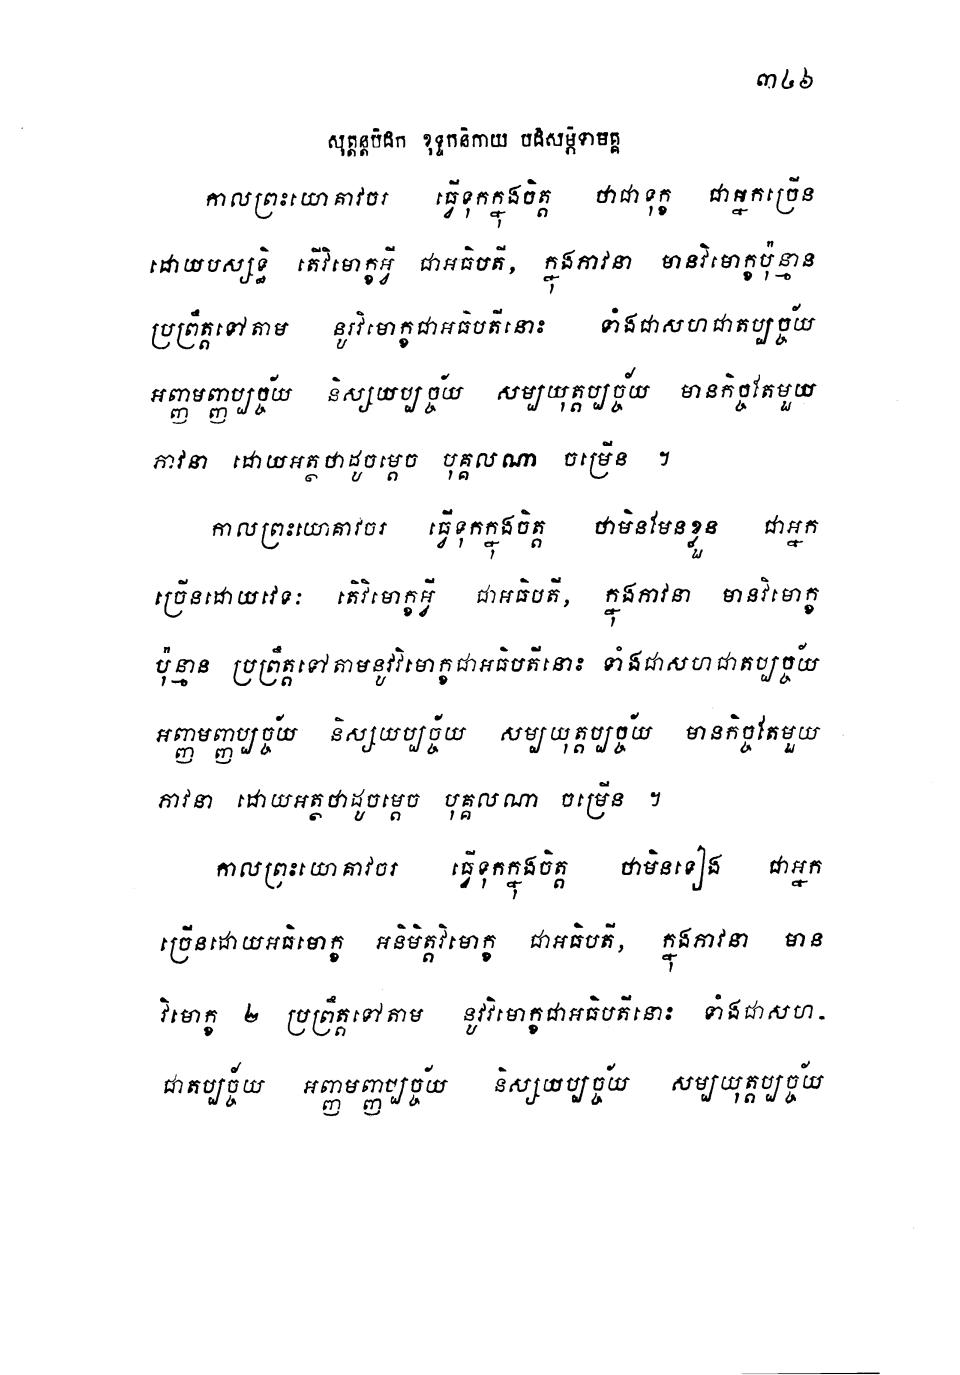 ៣៤៦
សុត្តន្តបិដក ខុទ្ទកនិកាយ បដិសម្ភិទាមគ្គ
កាលព្រះយោគាវចរ ធ្វើទុកក្នុងចិត្ត ថាជាទុក្ខ ជាអ្នកច្រើន
ដោយបស្សទ្ធិ តើវិមោក្ខអ្វី ជាអធិបតី, ក្នុងភាវនា មានវិមោក្ខប៉ុន្មាន
ប្រព្រឹត្តទៅតាម នូវវិមោក្ខជាអធិបតីនោះ ទាំងជាសហជាតប្បច្ច័យ
អញ្ញាមញ្ញប្បច្ច័យ និស្សយប្បច្ច័យ សម្បយុត្តប្បច្ច័យ មានកិច្ចតែមួយ
ភាវនា ដោយអត្ថថាដូចម្តេច បុគ្គលណា ចម្រើន ។
កាលព្រះយោគាវចរ ធ្វើទុកក្នុងចិត្ត ថាមិនមែនខ្លួន ជាអ្នក
ច្រើនដោយវេទៈ តើវិមោក្ខអ្វី ជាអធិបតី, ក្នុងភាវនា មានវិមោក្ខ
ប៉ុន្មាន ប្រព្រឹត្តទៅតាមនូវវិមោក្ខជាអធិបតីនោះ ទាំងជាសហជាតប្បច្ច័យ
អញ្ញាមញ្ញប្បច្ច័យ និស្សយប្បច្ច័យ សម្បយុត្តប្បច្ច័យ មានកិច្ចតែមួយ
ភាវនា ដោយអត្ថថាដូចម្តេច បុគ្គលណា ចម្រើន ។
កាលព្រះយោគាវចរ ធ្វើទុកក្នុងចិត្ត ថាមិនទៀង ជាអ្នក
ច្រើនដោយអធិមោក្ខ អនិមិត្តវិមោក្ខ ជាអធិបតី, ក្នុងភាវនា មាន
វិមោក្ខ ២ ប្រព្រឹត្តទៅតាម នូវវិមោក្ខជាអធិបតីនោះ ទាំងជាសហ-
ជាតប្បច្ច័យ អញ្ញាមញ្ញប្បច្ច័យ និស្សយប្បច្ច័យ សម្បយុត្តប្បច្ច័យ